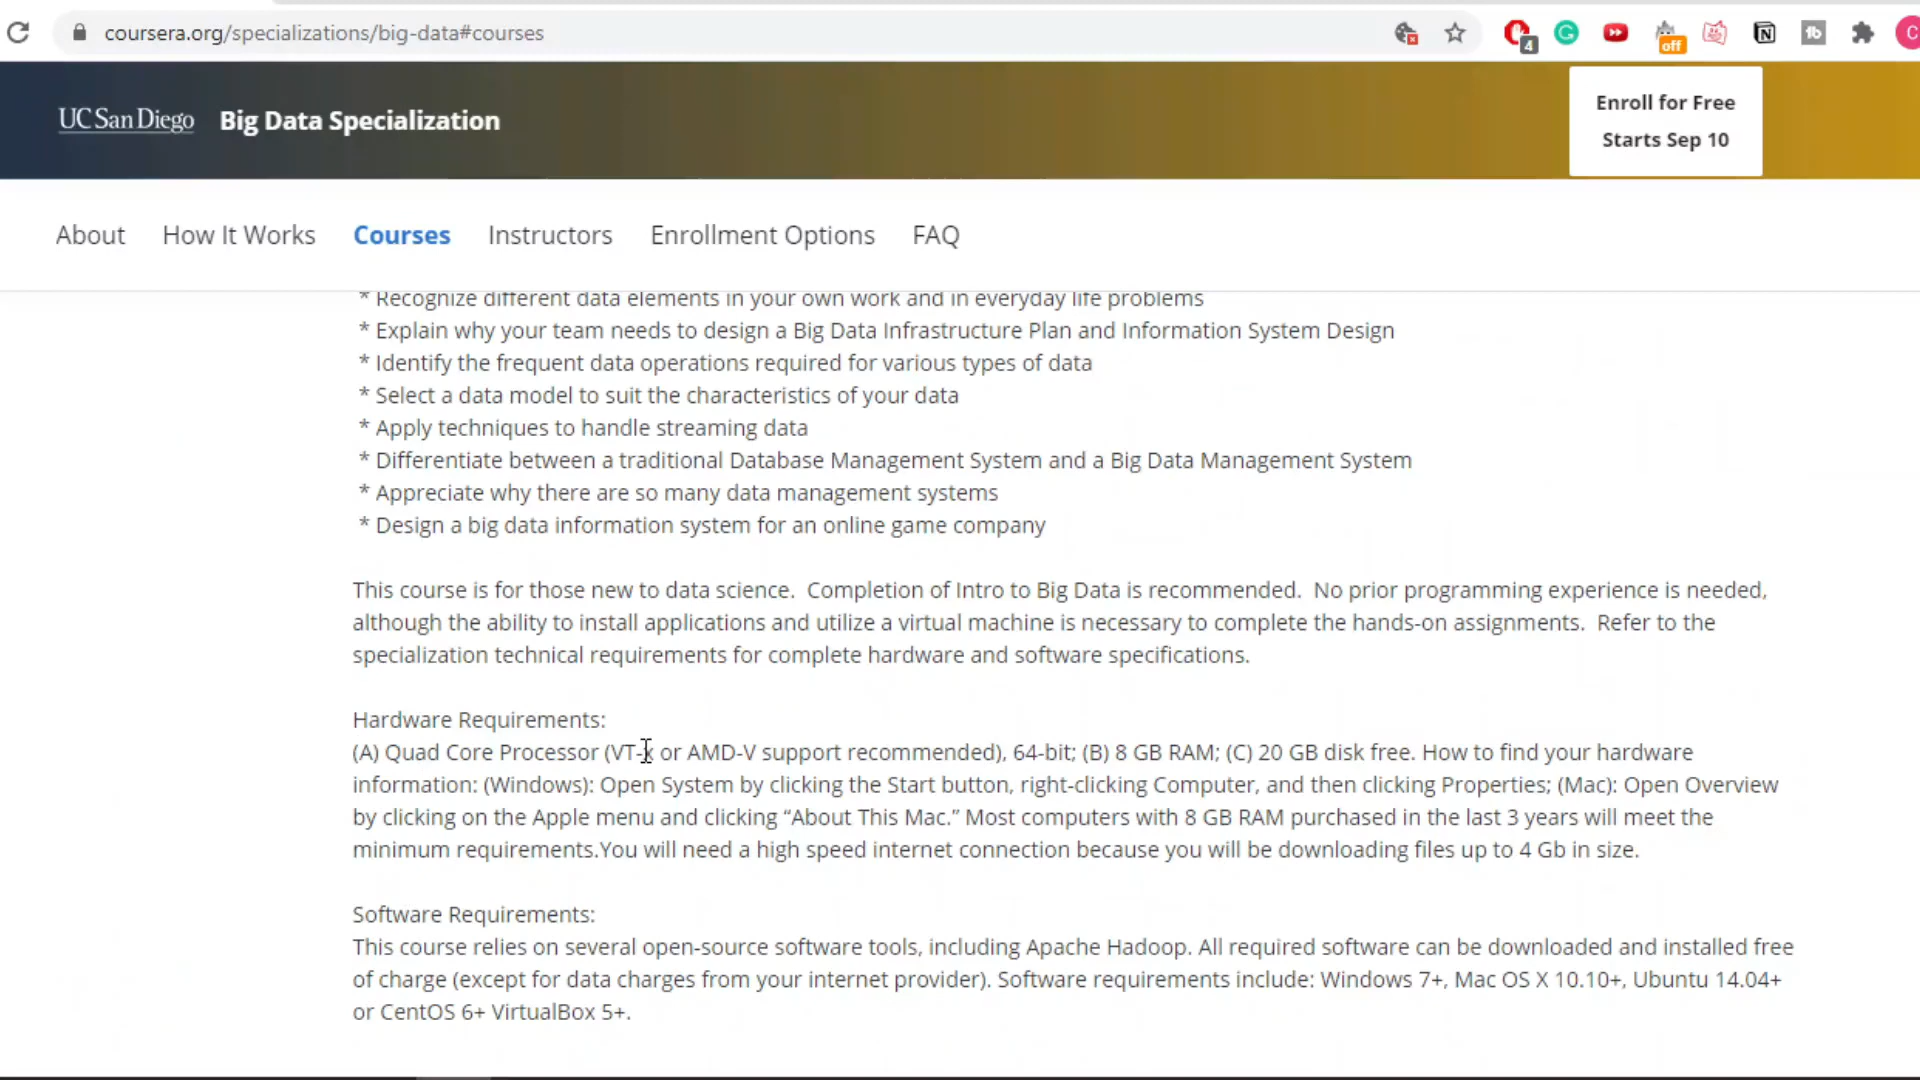 coursera.org/specializations/big-data#courses
4
off
tb
C
UC San Diego
Big Data Specialization
Enroll for Free
Starts Sep 10
About
How It Works
Courses
Instructors
Enrollment Options
FAQ
* Recognize different data elements in your own work and in everyday life problems
* Explain why your team needs to design a Big Data Infrastructure Plan and Information System Design
* Identify the frequent data operations required for various types of data
* Select a data model to suit the characteristics of your data
* Apply techniques to handle streaming data
* Differentiate between a traditional Database Management System and a Big Data Management System
* Appreciate why there are so many data management systems
* Design a big data information system for an online game company
This course is for those new to data science.  Completion of Intro to Big Data is recommended.  No prior programming experience is needed,
although the ability to install applications and utilize a virtual machine is necessary to complete the hands-on assignments.  Refer to the
specialization technical requirements for complete hardware and software specifications.
Hardware Requirements:
(A) Quad Core Processor (VT-x or AMD-V support recommended), 64-bit; (B) 8 GB RAM; (C) 20 GB disk free. How to find your hardware
information: (Windows): Open System by clicking the Start button, right-clicking Computer, and then clicking Properties; (Mac): Open Overview
by clicking on the Apple menu and clicking “About This Mac.” Most computers with 8 GB RAM purchased in the last 3 years will meet the
minimum requirements.You will need a high speed internet connection because you will be downloading files up to 4 Gb in size.
Software Requirements:
This course relies on several open-source software tools, including Apache Hadoop. All required software can be downloaded and installed free
of charge (except for data charges from your internet provider). Software requirements include: Windows 7+, Mac OS X 10.10+, Ubuntu 14.04+
or CentOS 6+ VirtualBox 5+.